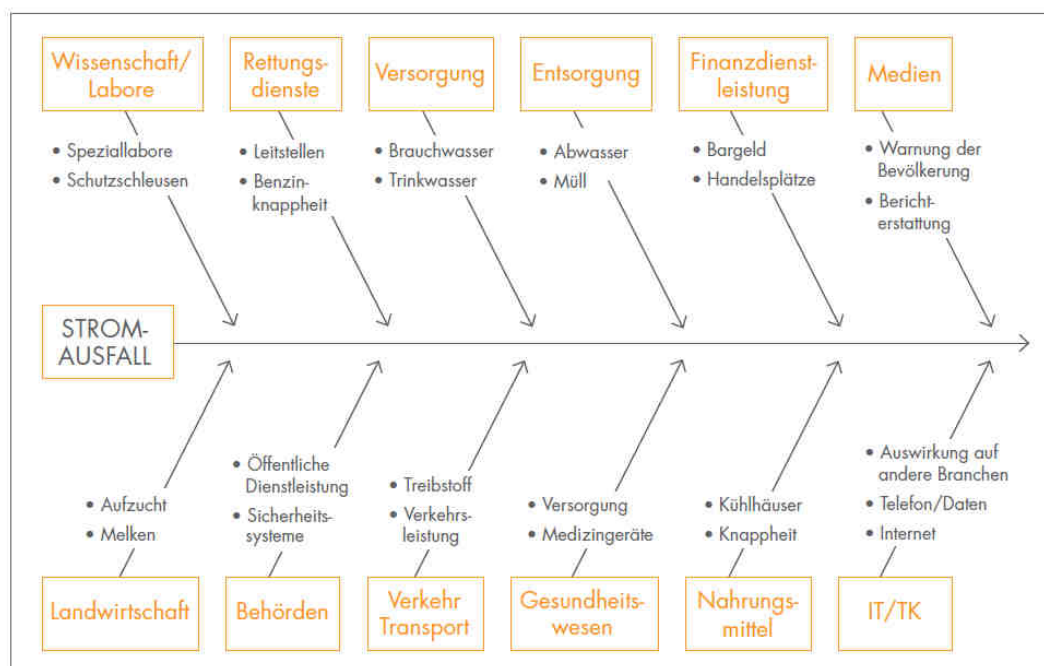 Wissenschaft/
Labore
Rettungs-
dienste
Versorgung
Entsorgung
Finanzdienst-
leistung
Medien
• Speziallabore
• Schutzschleusen
• Leitstellen
• Benzin-
knappheit
• Brauchwasser
• Trinkwasser
• Abwasser
• Müll
• Bargeld
• Handelsplätze
• Warnung der
Bevölkerung
• Bericht-
erstattung
STROM-
AUSFALL
• Aufzucht
• Melken
• Öffentliche
Dienstleistung
• Sicherheits-
systeme
• Treibstoff
• Verkehrs-
leistung
• Versorgung
• Medizingeräte
• Kühlhäuser
• Knappheit
• Auswirkung auf
andere Branchen
• Telefon/Daten
• Internet
Landwirtschaft
Behörden
Verkehr
Transport
Gesundheits-
wesen
Nahrungs-
mittel
IT/TK